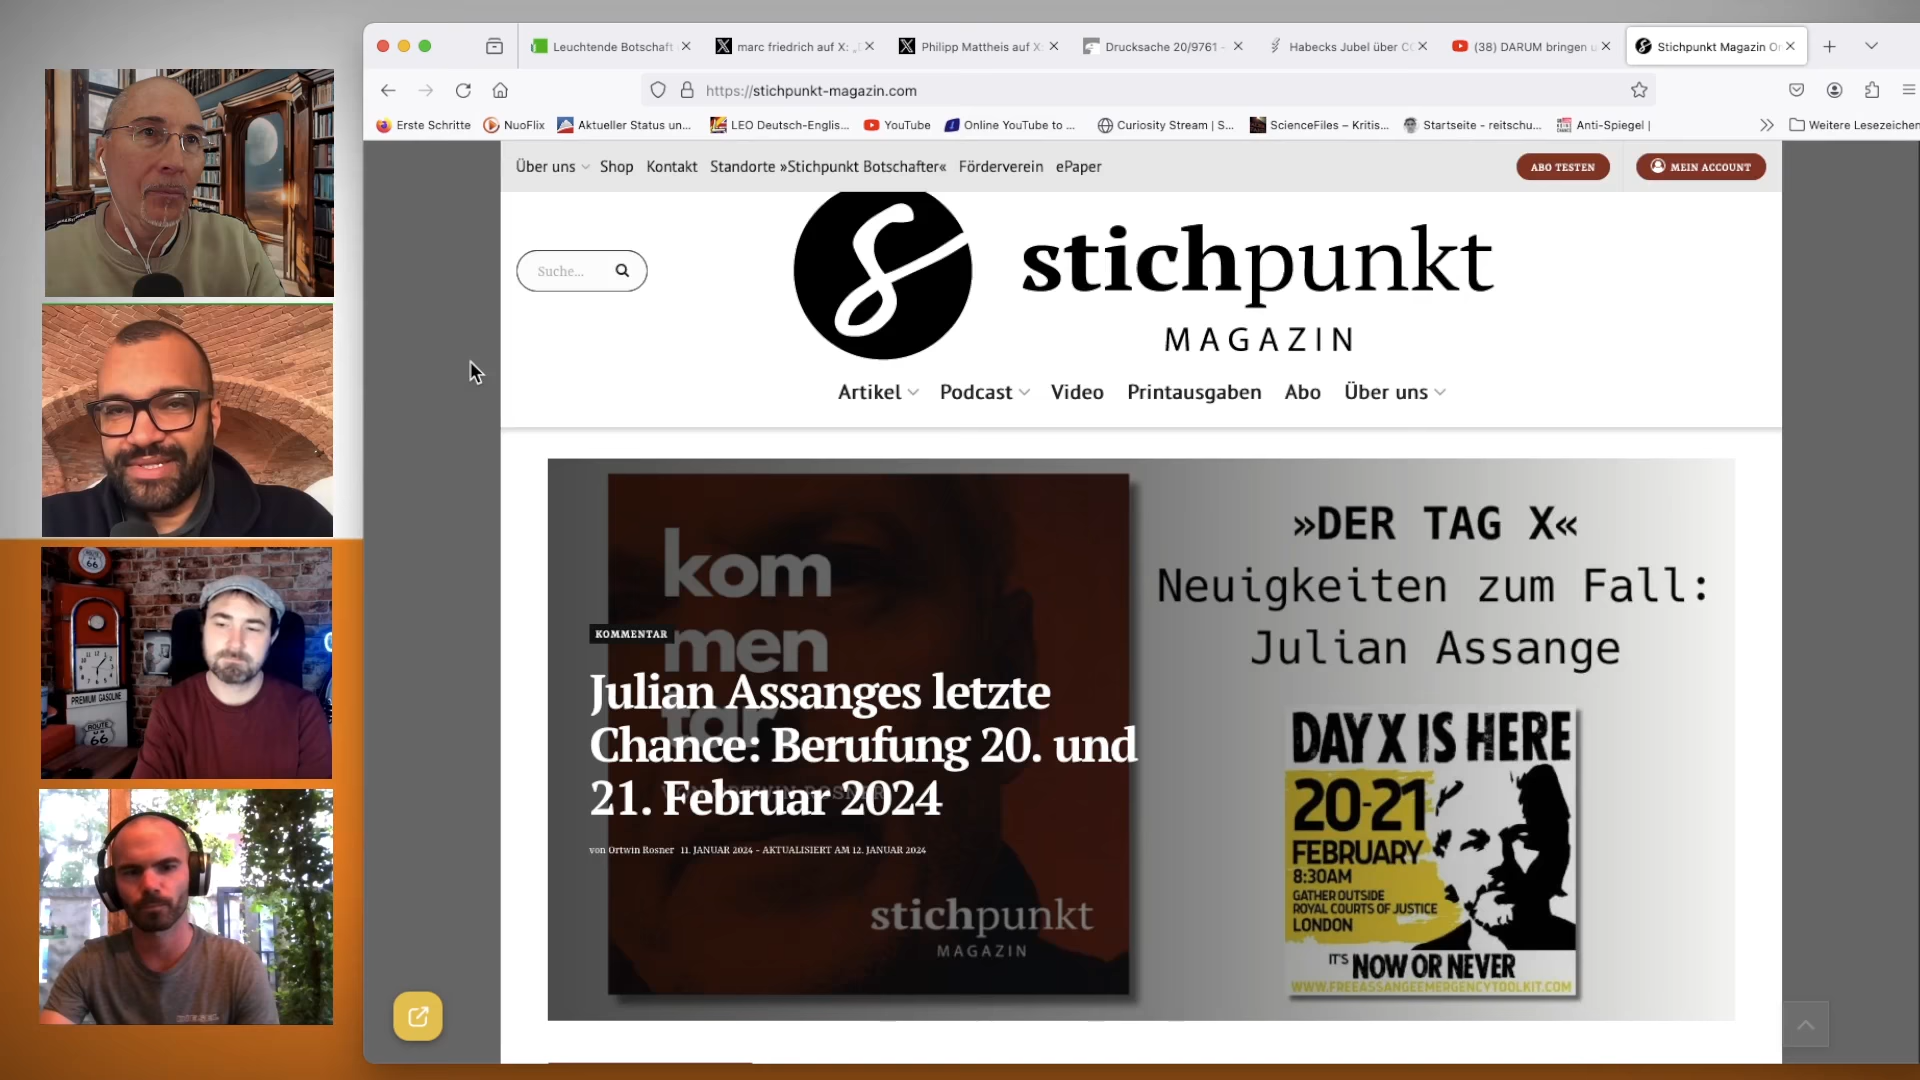 Leuchtende Botschaft
marc friedrich auf X:
Philipp Mattheis auf X:
Drucksache 20/9761 -
Habecks Jubel über
(38) DARUM bringen
Stichpunkt Magazin
https://stichpunkt-magazin.com
Erste Schritte
NuoFlix
Aktueller Status un...
LEO Deutsch-Englis...
YouTube
Online YouTube to ...
Curiosity Stream | S...
ScienceFiles – Kritis...
Startseite - reitschu...
Anti-Spiegel |
Weitere Lesezeichen
Über uns
Shop
Kontakt
Standorte »Stichpunkt Botschafter«
Förderverein
ePaper
ABO TESTEN
MEIN ACCOUNT
Suche...
stichpunkt
MAGAZIN
Artikel
Podcast
Video
Printausgaben
Abo
Über uns
kom
men
tar
KOMMENTAR
Julian Assanges letzte
Chance: Berufung 20. und
21. Februar 2024
von Ortwin Rosner 11. JANUAR 2024 - AKTUALISIERT AM 12. JANUAR 2024
stichpunkt
MAGAZIN
»DER TAG X«
Neuigkeiten zum Fall:
Julian Assange
DAY X IS HERE
20-21
FEBRUARY
8:30AM
GATHER OUTSIDE
ROYAL COURTS OF JUSTICE
LONDON
IT'S NOW OR NEVER
WWW.FREEASSANGEEMERGENCYTOOLKIT.COM
66
PREMIUM GASOLINE
ROUTE
66